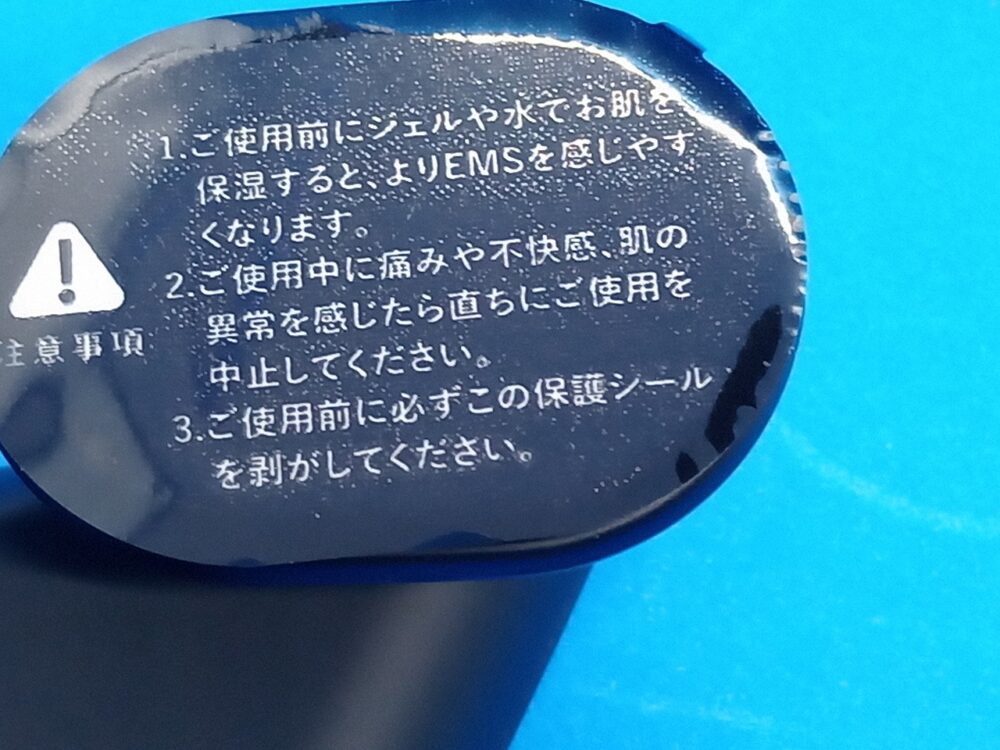 注意事項
1.ご使用前にジェルや水でお肌を
保湿すると、よりEMSを感じやす
くなります。
2.ご使用中に痛みや不快感、肌の
異常を感じたら直ちにご使用を
中止してください。
3.ご使用前に必ずこの保護シール
を剥がしてください。